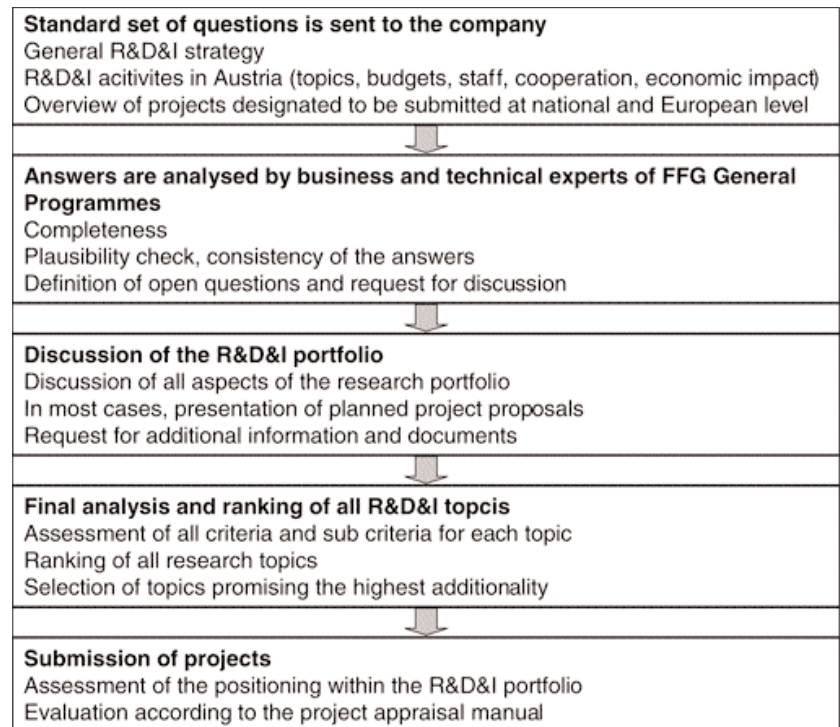 Standard set of questions is sent to the company
General R&D&I strategy
R&D&I acitivites in Austria (topics, budgets, staff, cooperation, economic impact)
Overview of projects designated to be submitted at national and European level
Answers are analysed by business and technical experts of FFG General
Programmes
Completeness
Plausibility check, consistency of the answers
Definition of open questions and request for discussion
Discussion of the R&D&I portfolio
Discussion of all aspects of the research portfolio
In most cases, presentation of planned project proposals
Request for additional information and documents
Final analysis and ranking of all R&D&I topcis
Assessment of all criteria and sub criteria for each topic
Ranking of all research topics
Selection of topics promising the highest additionality
Submission of projects
Assessment of the positioning within the R&D&I portfolio
Evaluation according to the project appraisal manual